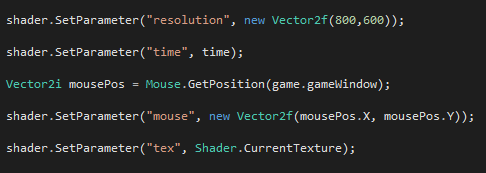 shader.SetParameter("resolution", new Vector2f(800,600));
shader.SetParameter("time", time);
Vector2i mousePos = Mouse.GetPosition(game.gameWindow);
shader.SetParameter("mouse", new Vector2f(mousePos.X, mousePos.Y));
shader.SetParameter("tex", Shader.CurrentTexture);